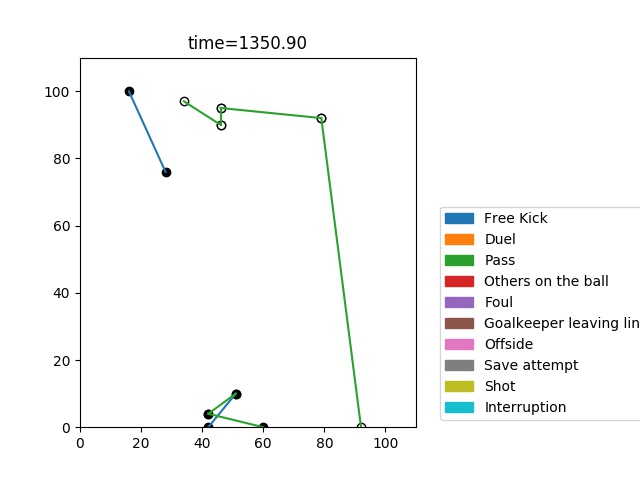 time=1350.90
100
80
60
40
20
0
0 20 40 60 80 100
Free Kick
Duel
Pass
Others on the ball
Foul
Goalkeeper leaving lin
Offside
Save attempt
Shot
Interruption